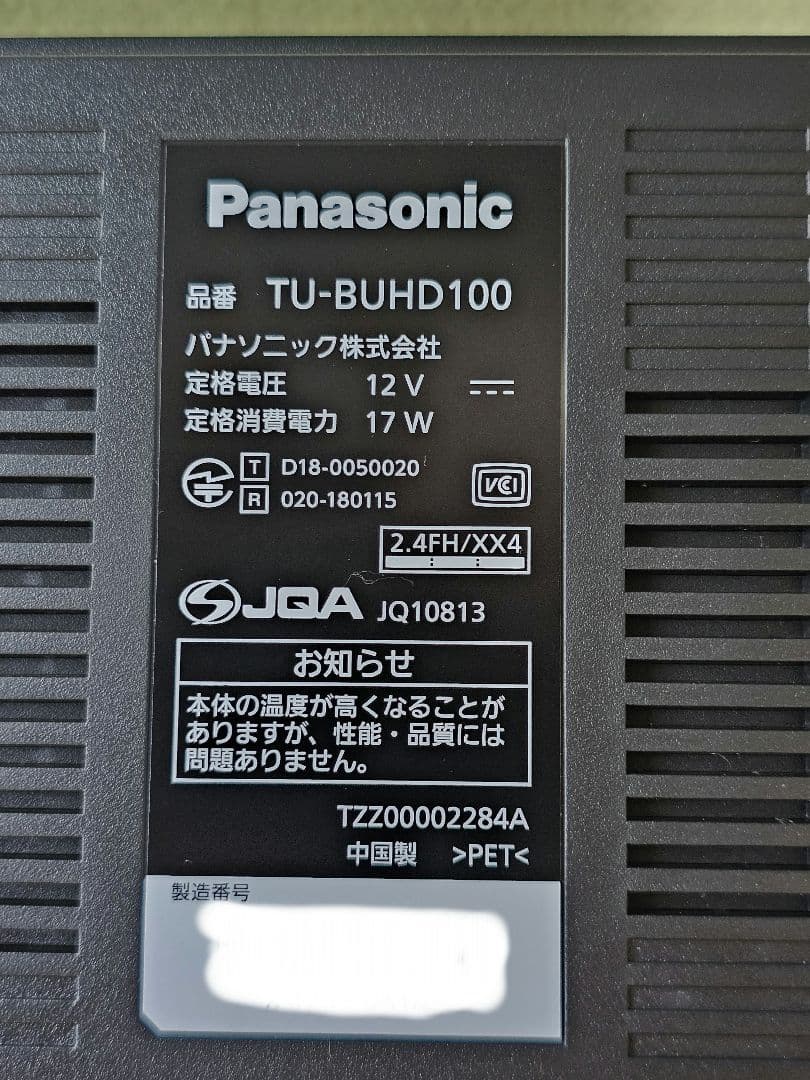 Panasonic
品番 TU-BUHD100
パナソニック株式会社
定格電圧 12 V
定格消費電力 17 W
T D18-0050020
R 020-180115
VCI
2.4FH/XX4
JQA JQ10813
お知らせ
本体の温度が高くなることが
ありますが、性能・品質には
問題ありません。
TZZ00002284A
中国製 >PET<
製造番号